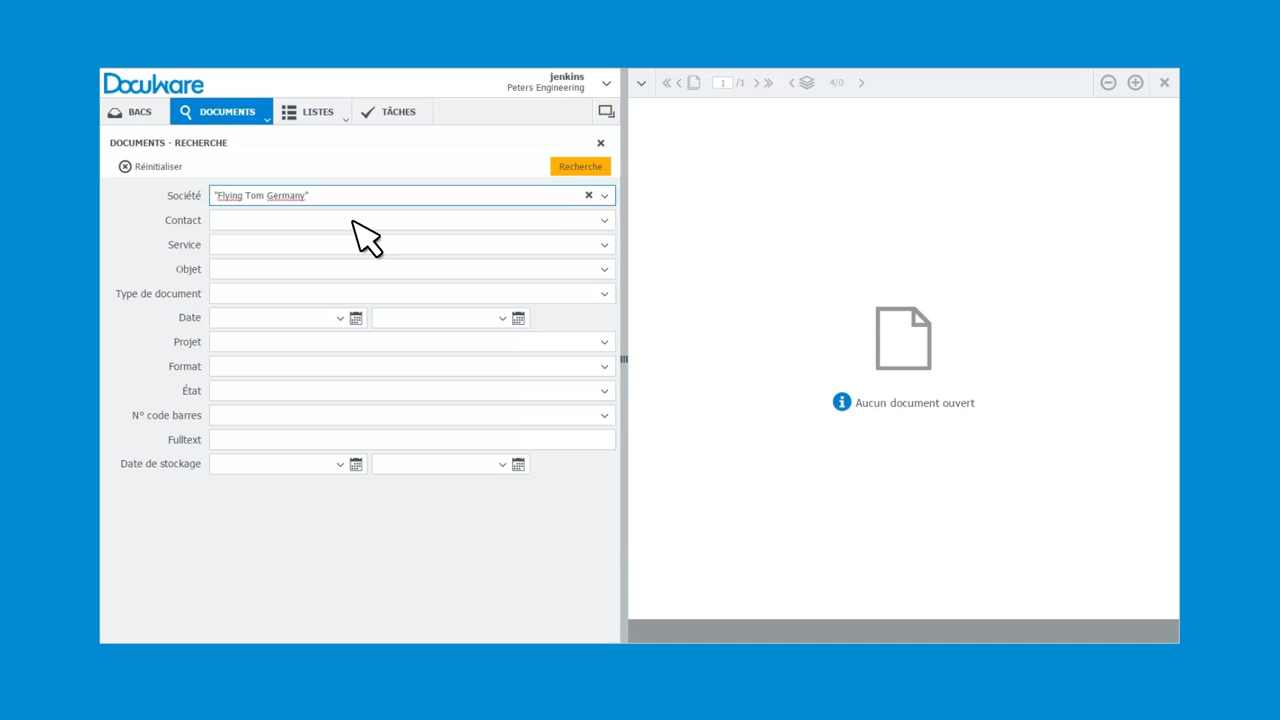 DocuWare
jenkins
Peters Engineering
BACS
DOCUMENTS
LISTES
TÂCHES
DOCUMENTS - RECHERCHE
Réinitialiser
Recherche
Société
"Flying Tom Germany"
Contact
Service
Objet
Type de document
Date
Projet
Format
État
N° code barres
Fulltext
Date de stockage
1 /1
4/0
Aucun document ouvert